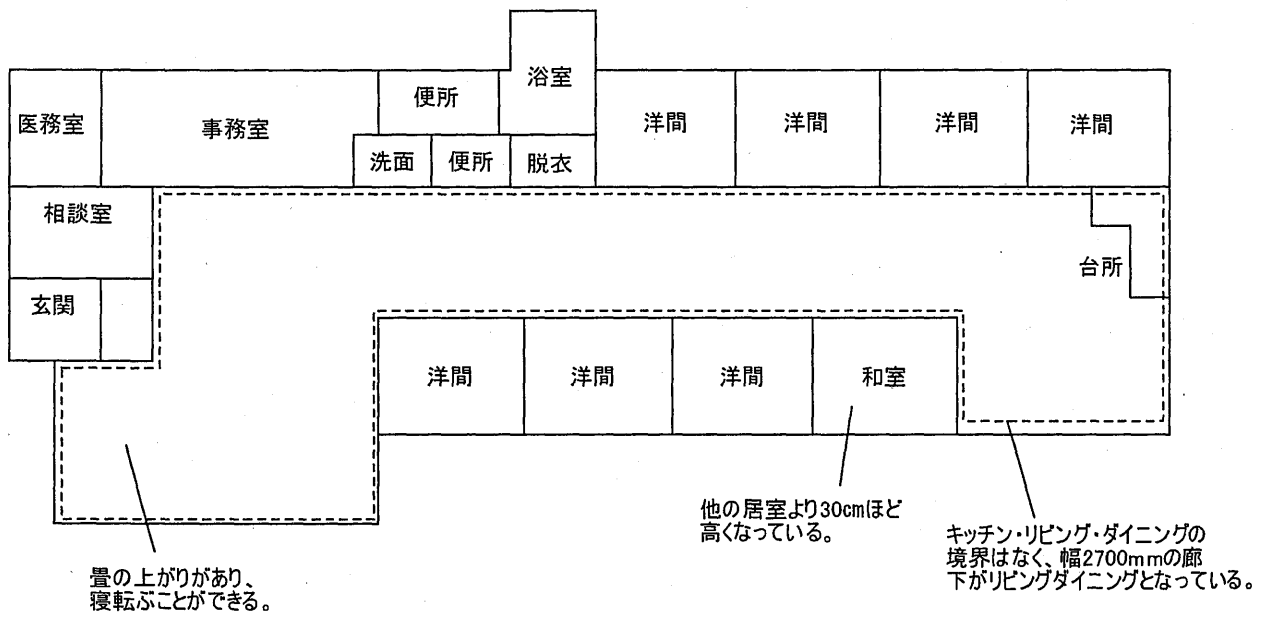 浴室
便所
医務室
事務室
洋間
洋間
洋間
洋間
洗面
便所
脱衣
相談室
台所
玄関
洋間
洋間
洋間
和室
他の居室より30cmほど
高くなっている。
キッチン・リビング・ダイニングの
境界はなく、幅2700mmの廊
下がリビングダイニングとなっている。
畳の上がりがあり、
寝転ぶことができる。